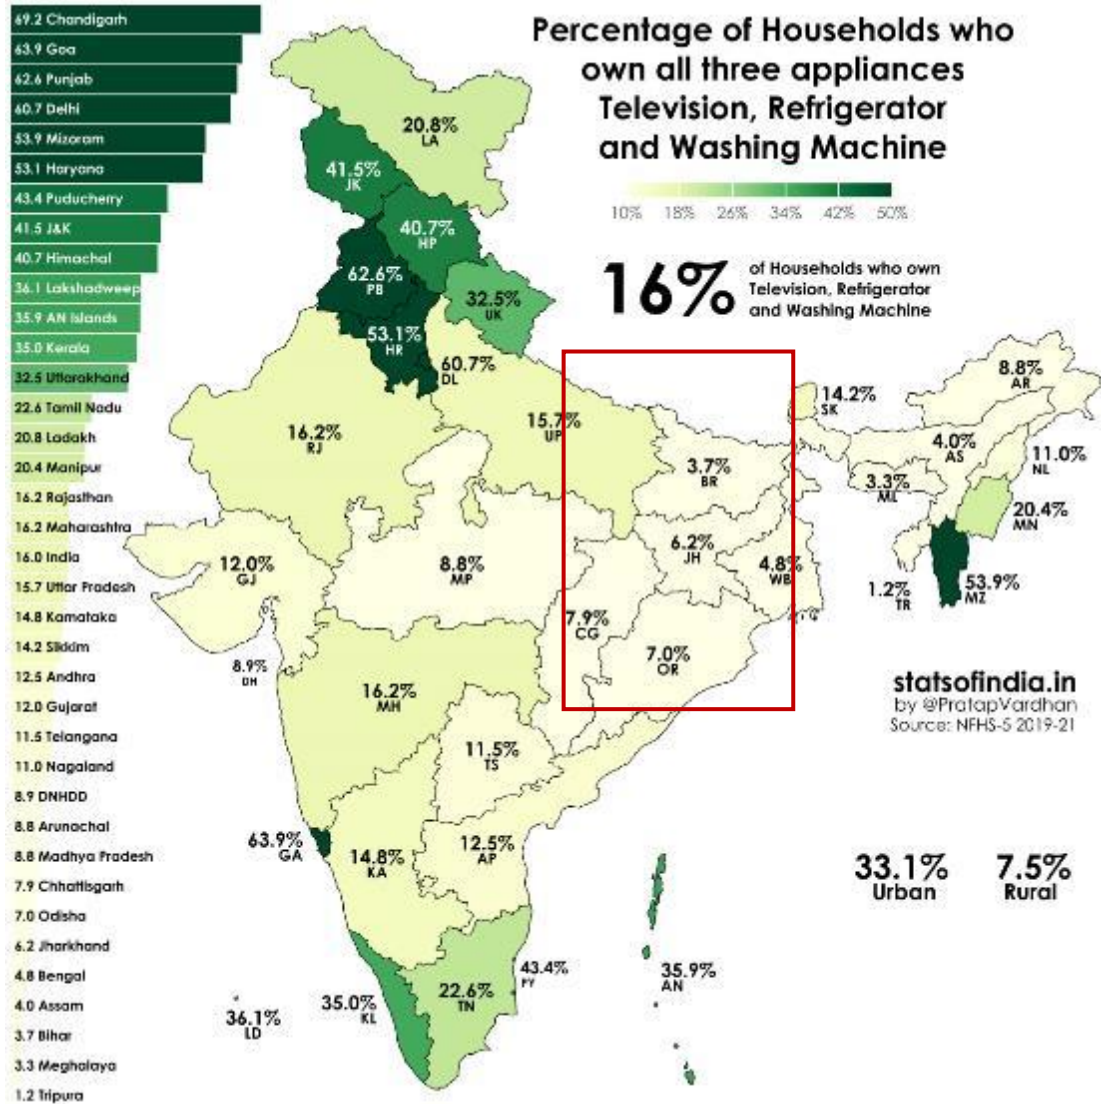 69.2 Chandigarh
63.9 Goa
62.6 Punjab
60.7 Delhi
53.9 Mizoram
53.1 Haryana
43.4 Puducherry
41.5 J&K
40.7 Himachal
36.1 Lakshadweep
35.9 AN Islands
35.0 Kerala
32.5 Uttarakhand
22.6 Tamil Nadu
20.8 Ladakh
20.4 Manipur
16.2 Rajasthan
16.2 Maharashtra
16.0 India
15.7 Uttar Pradesh
14.8 Karnataka
14.2 Sikkim
12.5 Andhra
12.0 Gujarat
11.5 Telangana
11.0 Nagaland
8.9 DNHDD
8.8 Arunachal
8.8 Madhya Pradesh
7.9 Chhattisgarh
7.0 Odisha
6.2 Jharkhand
4.8 Bengal
4.0 Assam
3.7 Bihar
3.3 Meghalaya
1.2 Tripura
Percentage of Households who
own all three appliances
Television, Refrigerator
and Washing Machine
10% 18% 26% 34% 42% 50%
16%
of Households who own
Television, Refrigerator
and Washing Machine
20.8%
LA
41.5%
JK
40.7%
HP
62.6%
PB
32.5%
UK
53.1%
HR
60.7%
DL
15.7%
UP
16.2%
RJ
14.2%
SK
8.8%
AR
4.0%
AS
11.0%
NL
3.3%
ML
20.4%
MN
1.2%
TR
53.9%
MZ
3.7%
BR
6.2%
JH
4.8%
WB
12.0%
GJ
8.8%
MP
7.9%
CG
7.0%
OR
8.9%
DH
16.2%
MH
11.5%
TS
63.9%
GA
14.8%
KA
12.5%
AP
43.4%
PY
35.9%
AN
36.1%
LD
35.0%
KL
22.6%
TN
statsofindia.in
by @PratapVardhan
Source: NFHS-5 2019-21
33.1%
Urban
7.5%
Rural